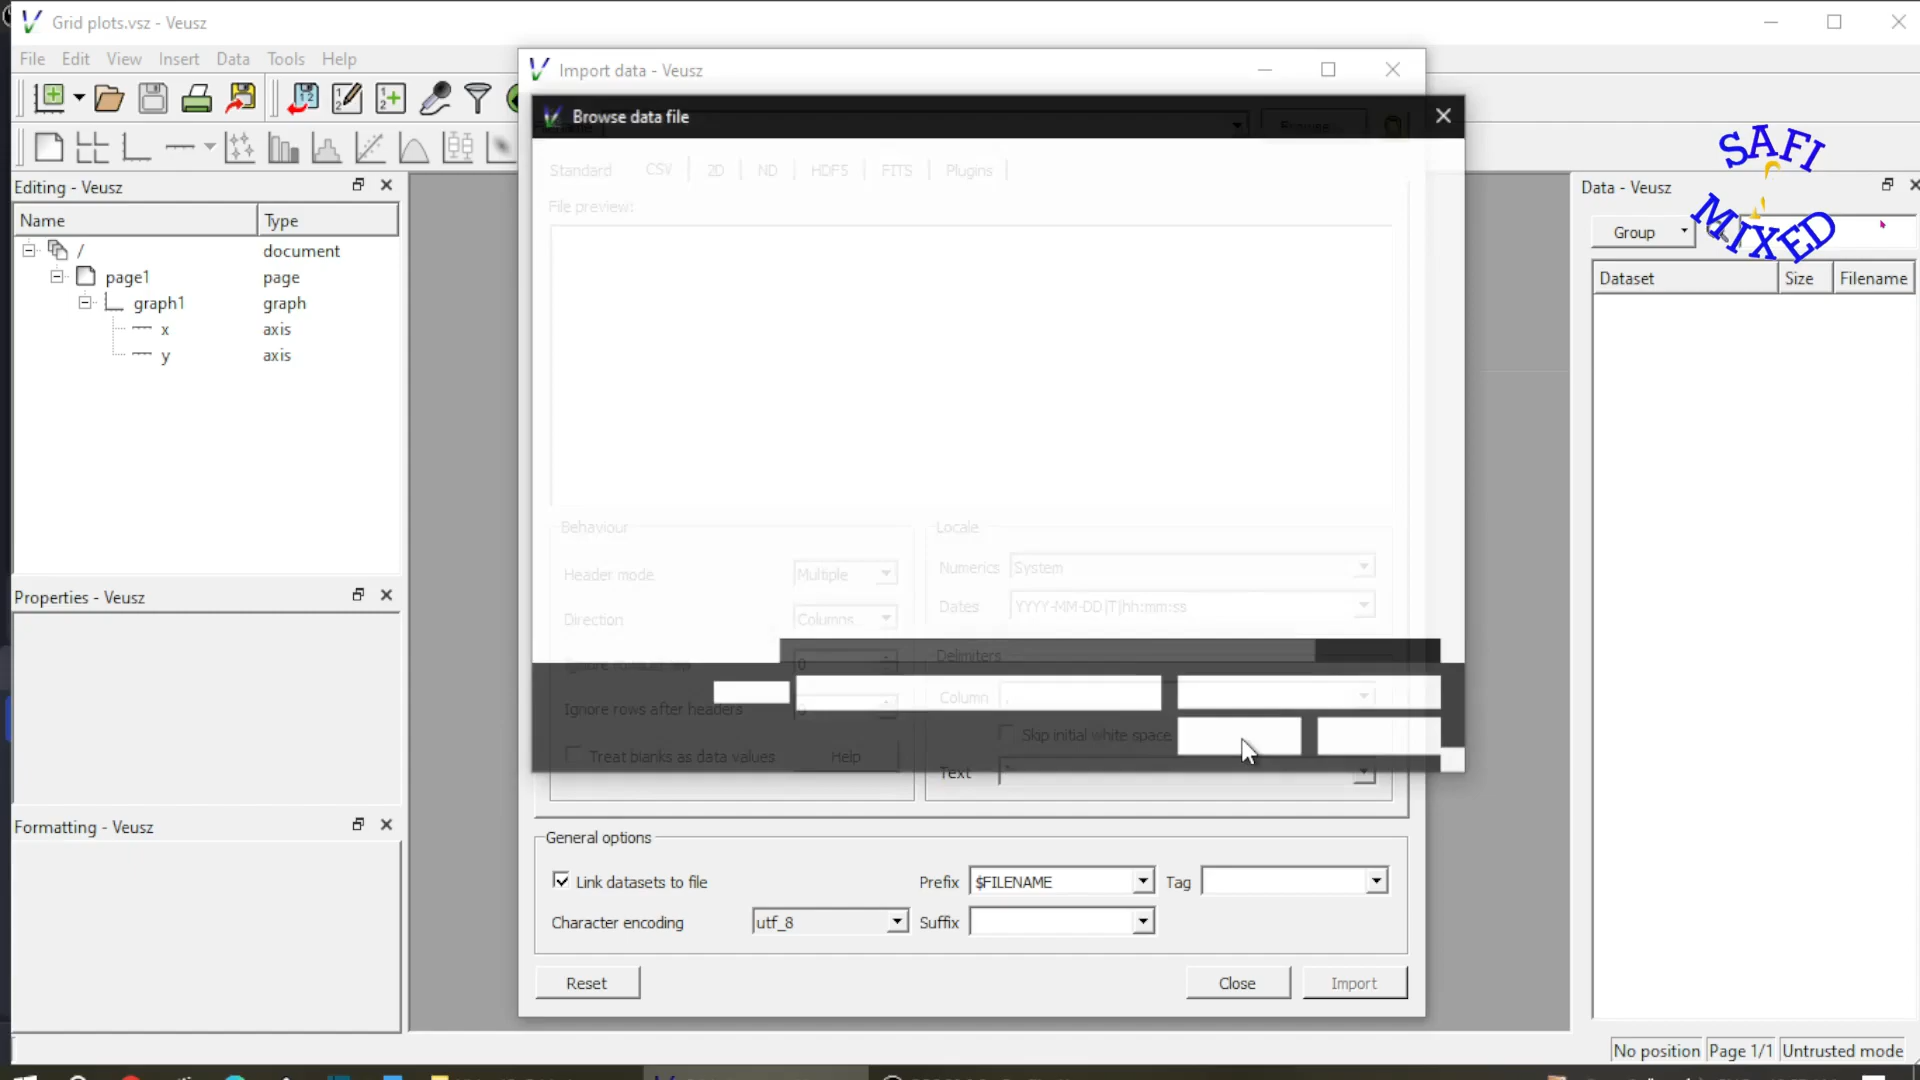 Grid plots.vsz - Veusz
File Edit View Insert Data Tools Help
Import data - Veusz
Browse data file
SAFI
MIXED
Editing - Veusz
Name Type
/ document
page1 page
graph1 graph
x axis
y axis
Properties - Veusz
Formatting - Veusz
Standard CSV 2D ND HDF5 FITS Plugins
File preview:
Behaviour
Header mode Multiple
Direction Columns
0
Ignore rows after headers
Treat blanks as data values Help
Locale
Numerics System
Dates YYYY-MM-DD|T|hh:mm:ss
Delimiters
Column ,
Skip initial white space
Text
General options
Link datasets to file Prefix $FILENAME Tag
Character encoding utf_8 Suffix
Reset Close Import
Data - Veusz
Group
Dataset Size Filename
No position Page 1/1 Untrusted mode